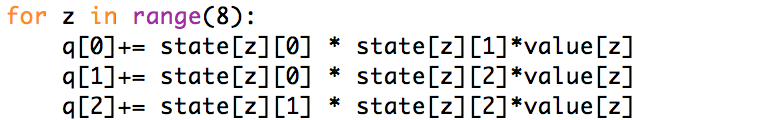 for z in range(8):
    q[0]+= state[z][0] * state[z][1]*value[z]
    q[1]+= state[z][0] * state[z][2]*value[z]
    q[2]+= state[z][1] * state[z][2]*value[z]